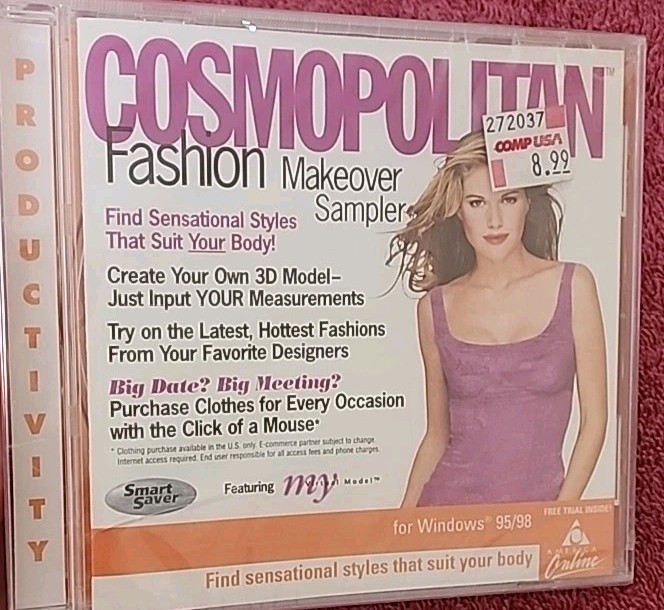 PRODUCTIVITY
COSMOPOLITAN™
272037
COMP USA
8.99
Fashion Makeover
Sampler
Find Sensational Styles
That Suit Your Body!
Create Your Own 3D Model–
Just Input YOUR Measurements
Try on the Latest, Hottest Fashions
From Your Favorite Designers
Big Date? Big Meeting?
Purchase Clothes for Every Occasion
with the Click of a Mouse*
* Clothing purchase available in the U.S. only. E-commerce partner subject to change.
Internet access required. End user responsible for all access fees and phone charges.
Smart
Saver
Featuring my Model™
for Windows® 95/98
FREE TRIAL INSIDE!
AMERICA
Online
Find sensational styles that suit your body